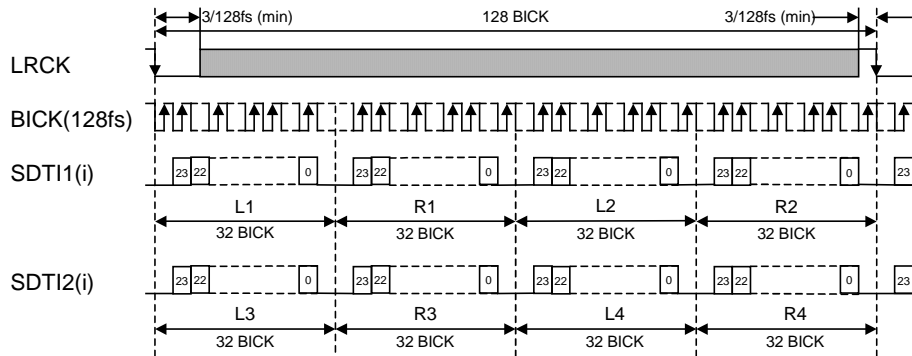 3/128fs (min) 128 BICK 3/128fs (min)
LRCK
BICK(128fs)
SDTI1(i) 23 22 0 23 22 0 23 22 0 23 22 0 23
L1 R1 L2 R2
32 BICK 32 BICK 32 BICK 32 BICK
SDTI2(i) 23 22 0 23 22 0 23 22 0 23 22 0 23
L3 R3 L4 R4
32 BICK 32 BICK 32 BICK 32 BICK